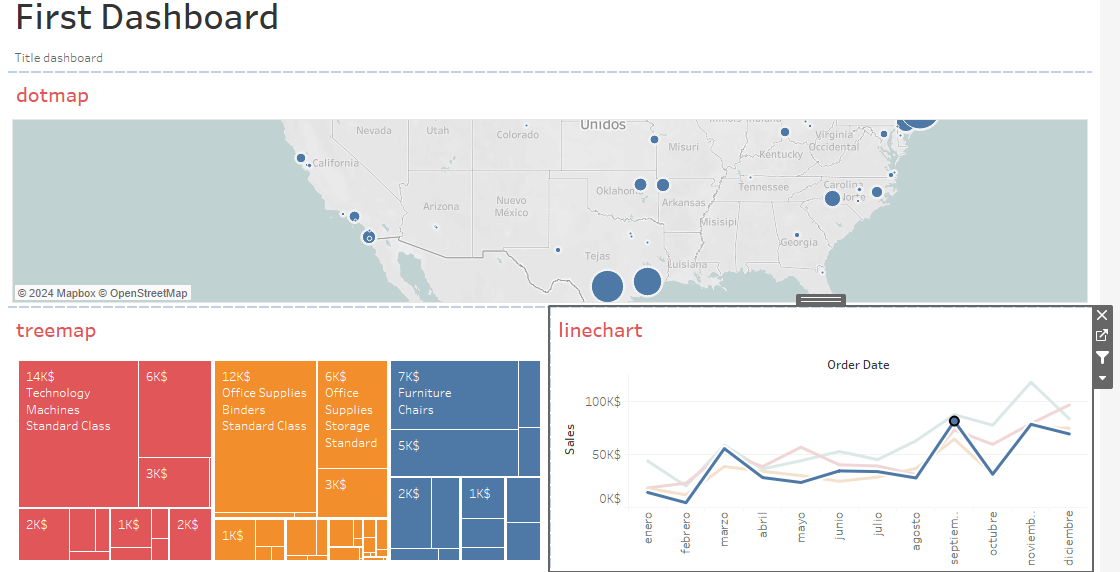 First Dashboard
Title dashboard
dotmap
Unidos
Nevada
Utah
Colorado
Virginia
Occidental
Misuri
Kentucky
California
Oklahoma
Tennessee
Carolina
Norte
Arizona
Nuevo
México
Arkansas
Misisipi
Georgia
Tejas
Luisiana
© 2024 Mapbox © OpenStreetMap
treemap
14K$
Technology
Machines
Standard Class
6K$
3K$
2K$
1K$
2K$
12K$
Office Supplies
Binders
Standard Class
6K$
Office
Supplies
Storage
Standard
3K$
1K$
7K$
Furniture
Chairs
5K$
2K$
1K$
linechart
Order Date
Sales
100K$
50K$
0K$
enero
febrero
marzo
abril
mayo
junio
julio
agosto
septiem..
octubre
noviemb..
diciembre